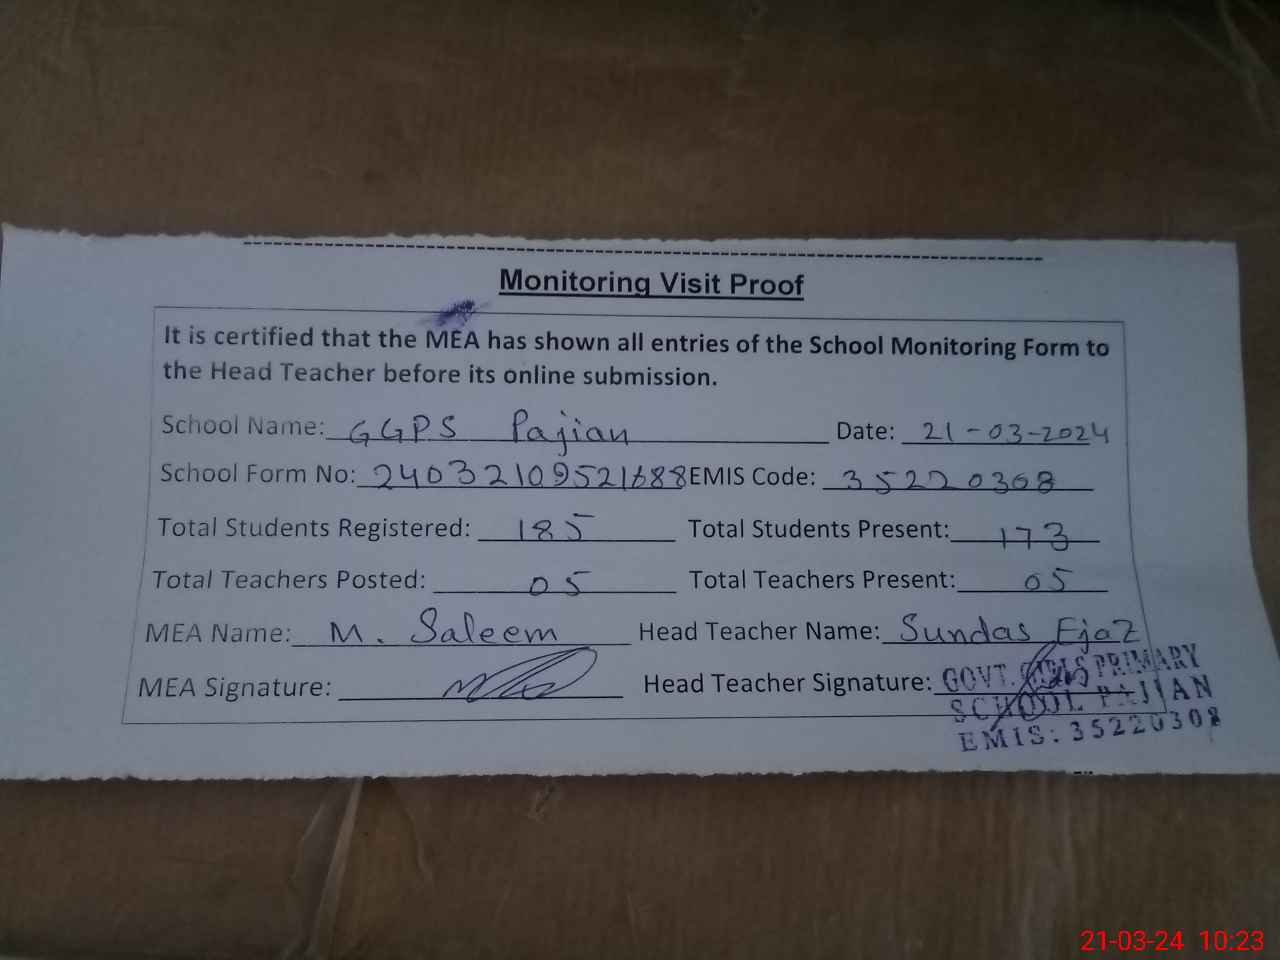 Monitoring Visit Proof
It is certified that the MEA has shown all entries of the School Monitoring Form to
the Head Teacher before its online submission.
School Name: GGPS Pajian Date: 21-03-2024
School Form No: 24032109521688 EMIS Code: 35220308
Total Students Registered: 185 Total Students Present: 173
Total Teachers Posted: 05 Total Teachers Present: 05
MEA Name: M. Saleem Head Teacher Name: Sundas Ejaz
MEA Signature: Head Teacher Signature:
GOVT. GIRLS PRIMARY
SCHOOL PAJIAN
EMIS: 35220308
21-03-24 10:23